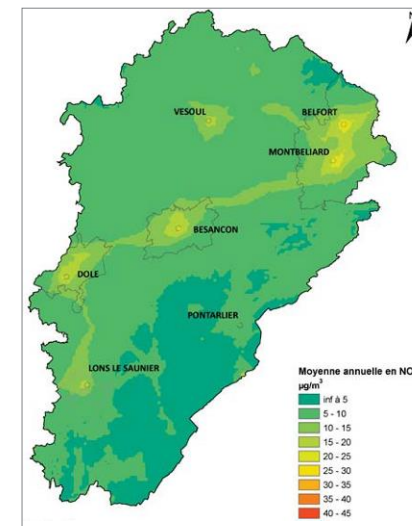 N
VESOUL
BELFORT
MONTBELIARD
BESANCON
DOLE
PONTARLIER
LONS LE SAUNIER
Moyenne annuelle en NO
µg/m³
inf à 5
5 - 10
10 - 15
15 - 20
20 - 25
25 - 30
30 - 35
35 - 40
40 - 45